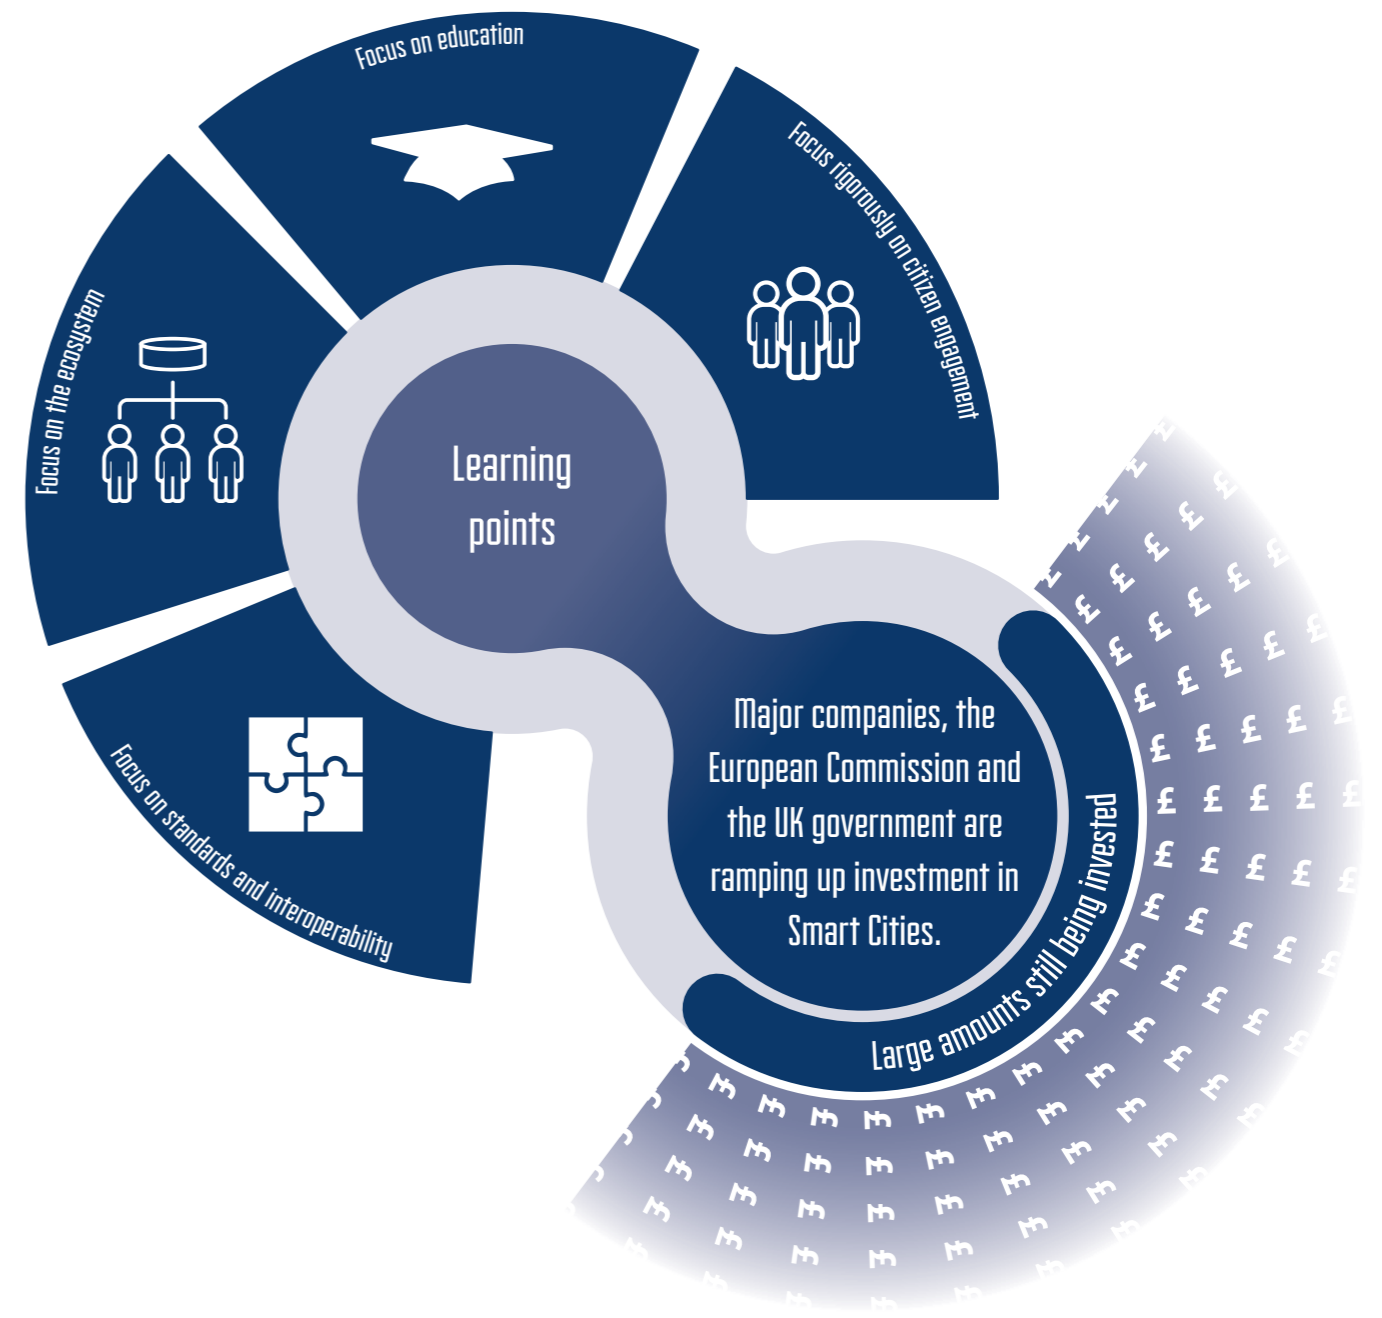 Focus on education
Focus rigorously on citizen engagement
Focus on the ecosystem
Focus on standards and interoperability
Learning
points
Major companies, the
European Commission and
the UK government are
ramping up investment in
Smart Cities.
Large amounts still being invested